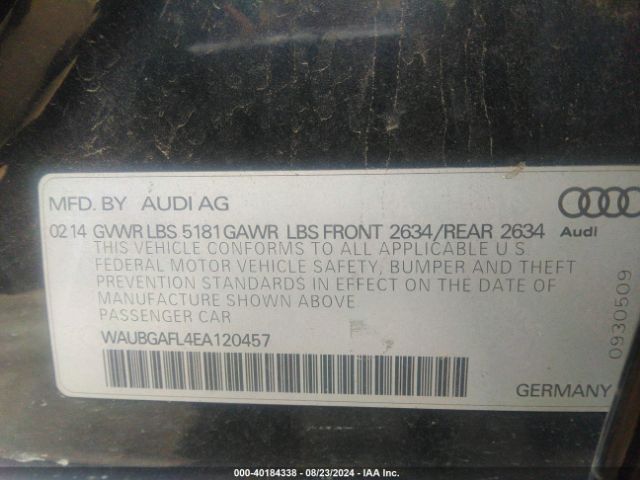 MFD. BY AUDI AG
02 14 GVWR LBS 5181 GAWR LBS FRONT 2634/REAR 2634
Audi
THIS VEHICLE CONFORMS TO ALL APPLICABLE U S
FEDERAL MOTOR VEHICLE SAFETY, BUMPER AND THEFT
PREVENTION STANDARDS IN EFFECT ON THE DATE OF
MANUFACTURE SHOWN ABOVE
PASSENGER CAR
WAUBGAFL4EA120457
0930509
GERMANY
000-40184338 - 08/23/2024 - IAA Inc.